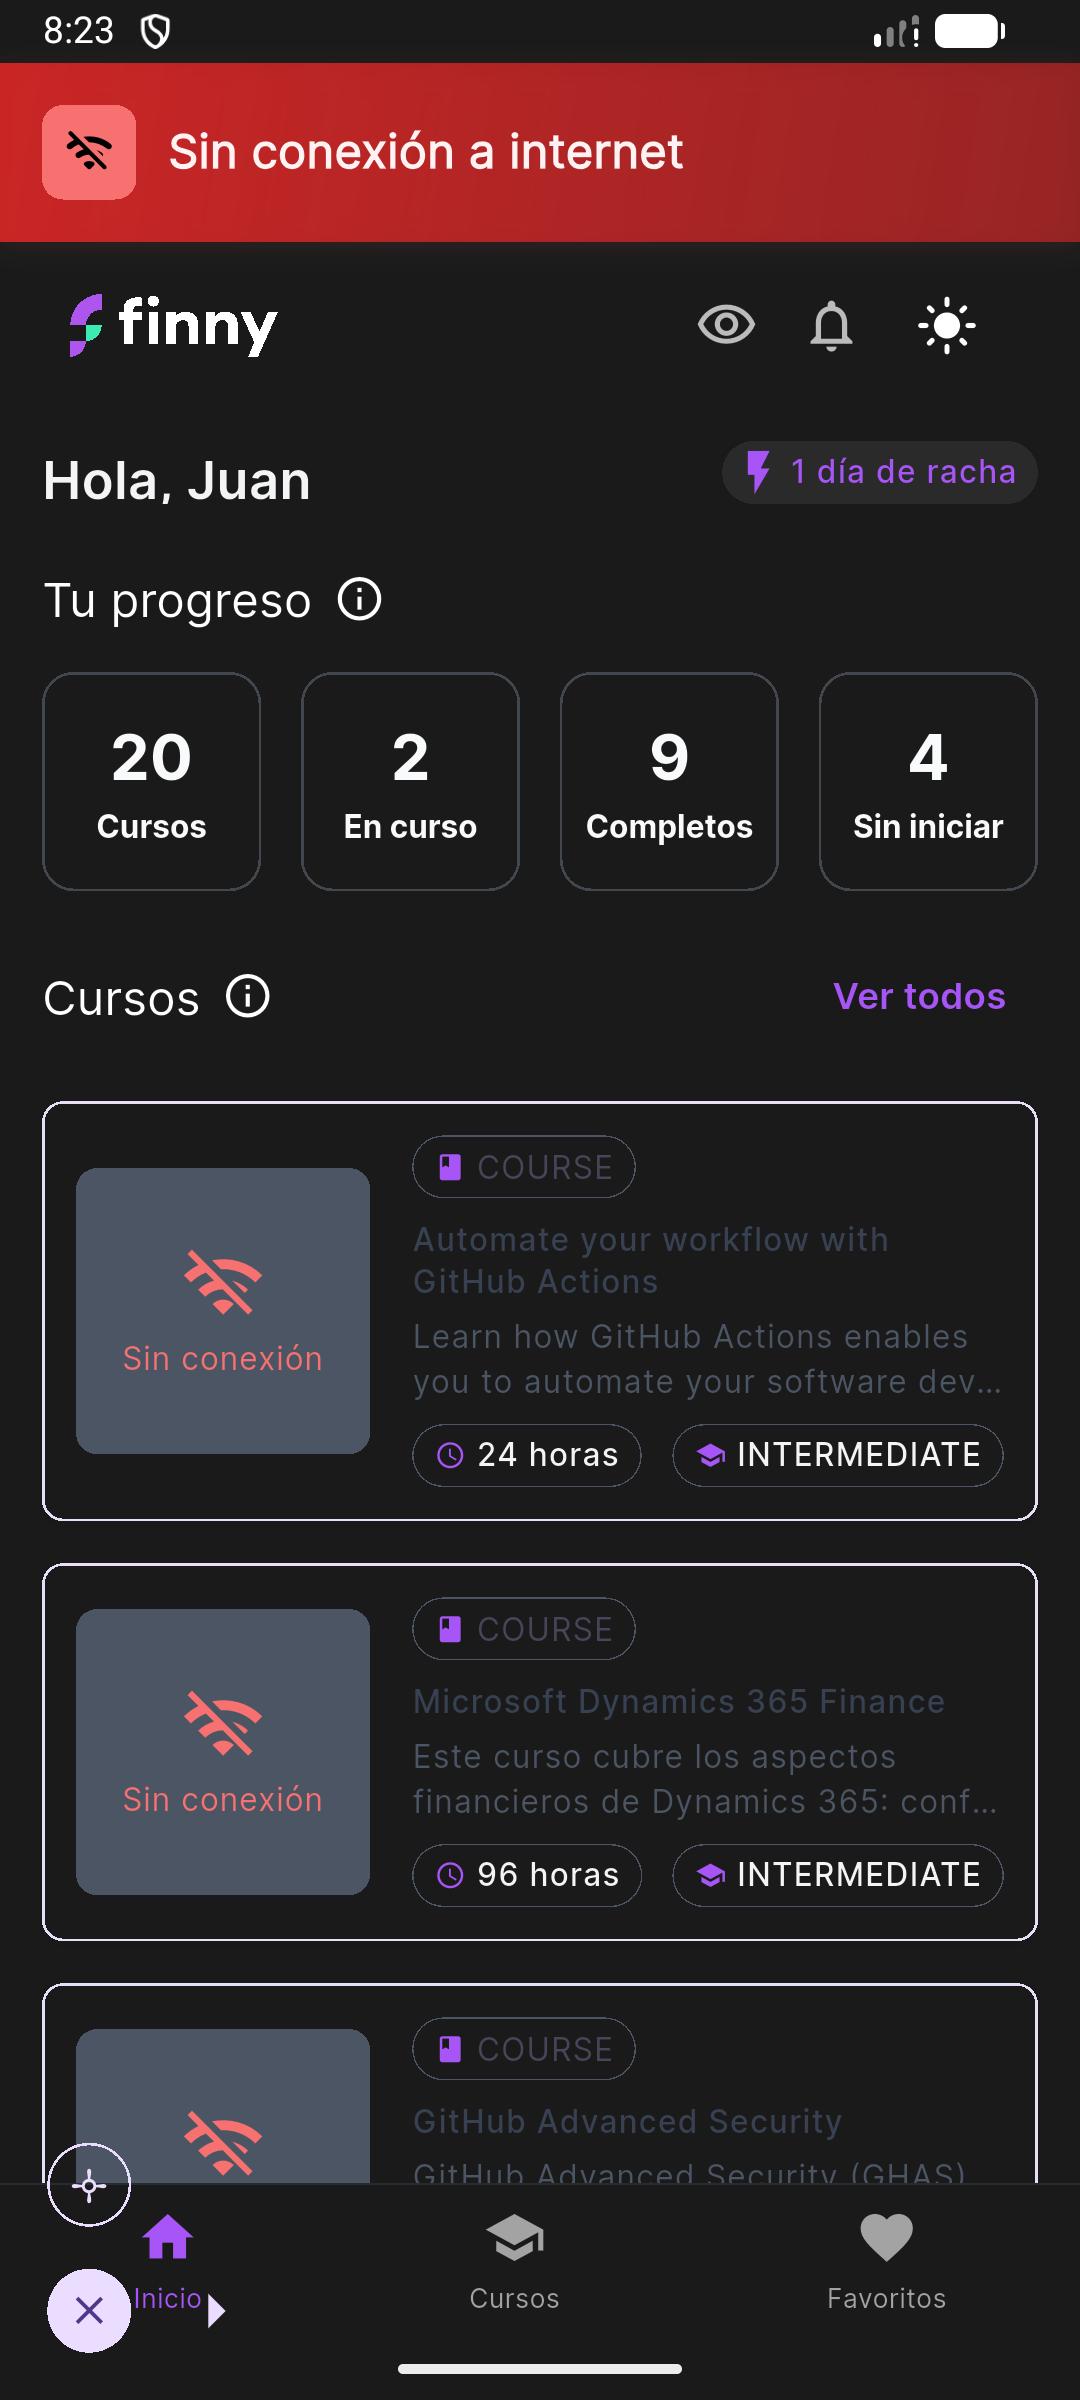 8:23
Sin conexión a internet
finny
Hola, Juan
1 día de racha
Tu progreso
20
Cursos
2
En curso
9
Completos
4
Sin iniciar
Cursos
Ver todos
COURSE
Automate your workflow with
GitHub Actions
Learn how GitHub Actions enables
you to automate your software dev...
Sin conexión
24 horas
INTERMEDIATE
COURSE
Microsoft Dynamics 365 Finance
Este curso cubre los aspectos
financieros de Dynamics 365: conf...
Sin conexión
96 horas
INTERMEDIATE
COURSE
GitHub Advanced Security
GitHub Advanced Security (GHAS)
Inicio
Cursos
Favoritos